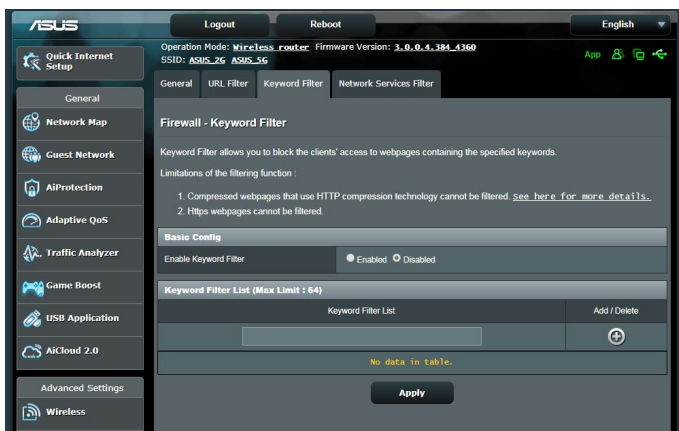 ASUS
Logout
Reboot
English
Quick Internet
Setup
General
Network Map
Guest Network
AiProtection
Adaptive QoS
Traffic Analyzer
Game Boost
USB Application
AiCloud 2.0
Advanced Settings
Wireless
Operation Mode: Wireless router Firmware Version: 3.0.0.4.384_4360
SSID: ASUS_2G ASUS_5G
App
General URL Filter Keyword Filter Network Services Filter
Firewall - Keyword Filter
Keyword Filter allows you to block the clients' access to webpages containing the specified keywords.
Limitations of the filtering function :
1. Compressed webpages that use HTTP compression technology cannot be filtered. See here for more details.
2. Https webpages cannot be filtered.
Basic Config
Enable Keyword Filter Enabled Disabled
Keyword Filter List (Max Limit : 64)
Keyword Filter List Add / Delete
No data in table.
Apply